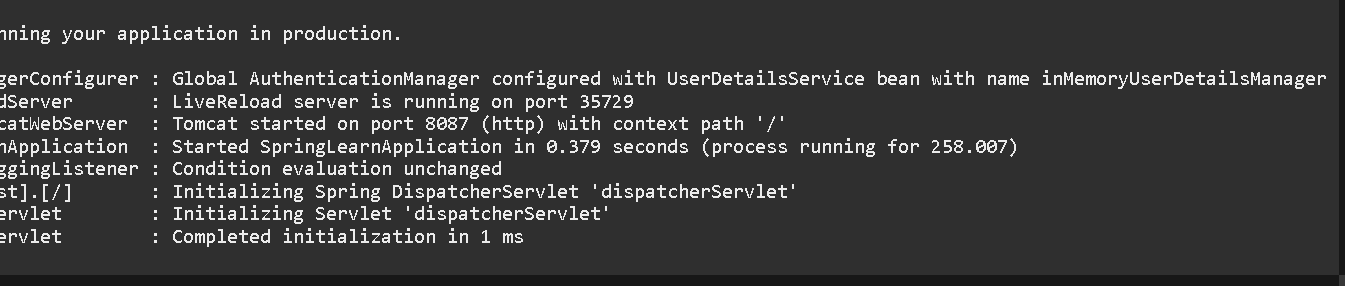 nning your application in production.
gerConfigurer : Global AuthenticationManager configured with UserDetailsService bean with name inMemoryUserDetailsManager
dServer : LiveReload server is running on port 35729
catWebServer : Tomcat started on port 8087 (http) with context path '/'
nApplication : Started SpringLearnApplication in 0.379 seconds (process running for 258.007)
ggingListener : Condition evaluation unchanged
st].[/] : Initializing Spring DispatcherServlet 'dispatcherServlet'
ervlet : Initializing Servlet 'dispatcherServlet'
ervlet : Completed initialization in 1 ms